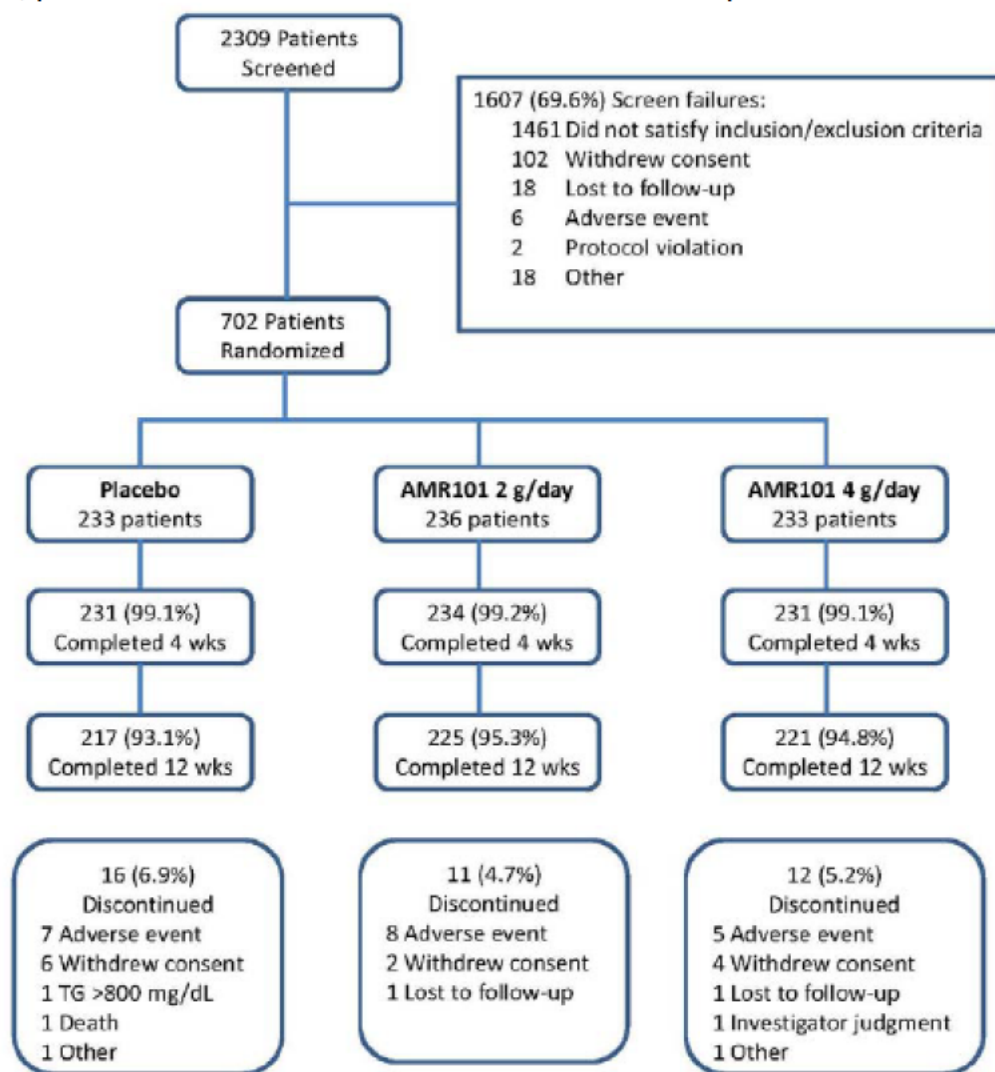 2309 Patients
Screened
1607 (69.6%) Screen failures:
1461 Did not satisfy inclusion/exclusion criteria
102 Withdrew consent
18 Lost to follow-up
6 Adverse event
2 Protocol violation
18 Other
702 Patients
Randomized
Placebo
233 patients
AMR101 2 g/day
236 patients
AMR101 4 g/day
233 patients
231 (99.1%)
Completed 4 wks
234 (99.2%)
Completed 4 wks
231 (99.1%)
Completed 4 wks
217 (93.1%)
Completed 12 wks
225 (95.3%)
Completed 12 wks
221 (94.8%)
Completed 12 wks
16 (6.9%)
Discontinued
7 Adverse event
6 Withdrew consent
1 TG >800 mg/dL
1 Death
1 Other
11 (4.7%)
Discontinued
8 Adverse event
2 Withdrew consent
1 Lost to follow-up
12 (5.2%)
Discontinued
5 Adverse event
4 Withdrew consent
1 Lost to follow-up
1 Investigator judgment
1 Other